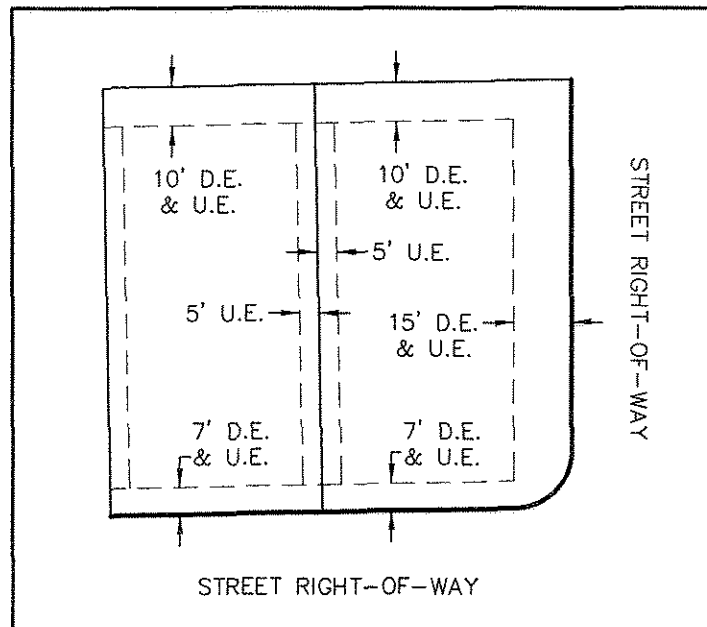 10' D.E.
& U.E.
10' D.E.
& U.E.
STREET RIGHT-OF-WAY
5' U.E.
5' U.E.
15' D.E.
& U.E.
7' D.E.
& U.E.
7' D.E.
& U.E.
STREET RIGHT-OF-WAY